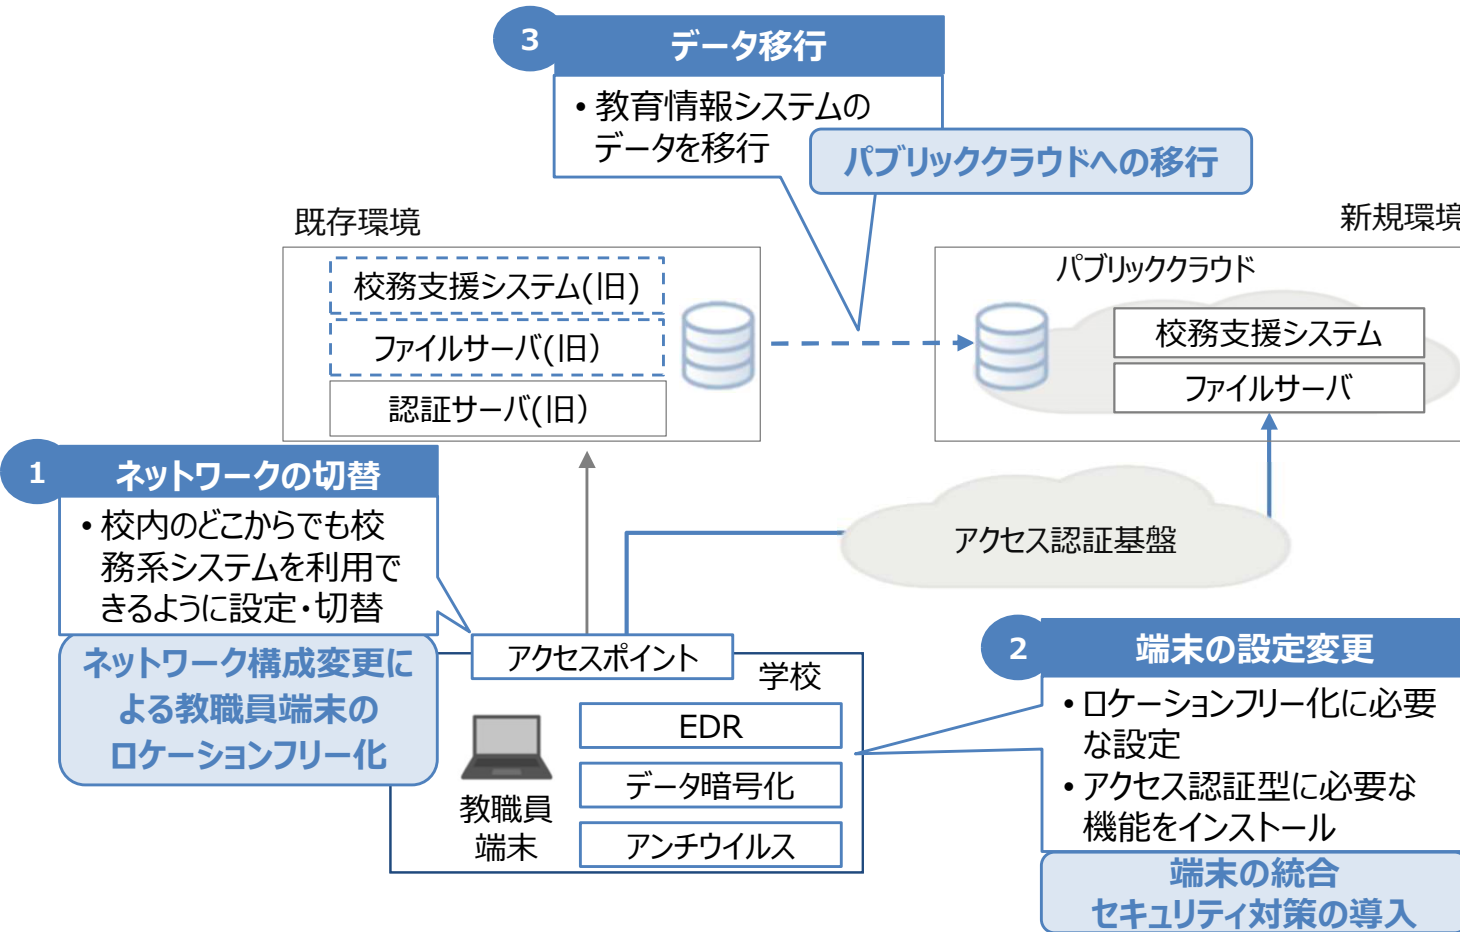 3
データ移行
• 教育情報システムの
データを移行
パブリッククラウドへの移行
既存環境
新規環境
校務支援システム(旧)
ファイルサーバ(旧)
認証サーバ(旧)
パブリッククラウド
校務支援システム
ファイルサーバ
1
ネットワークの切替
• 校内のどこからでも校
務系システムを利用で
きるように設定・切替
ネットワーク構成変更に
よる教職員端末の
ロケーションフリー化
アクセス認証基盤
アクセスポイント
学校
EDR
データ暗号化
アンチウイルス
教職員
端末
2
端末の設定変更
• ロケーションフリー化に必要
な設定
• アクセス認証型に必要な
機能をインストール
端末の統合
セキュリティ対策の導入